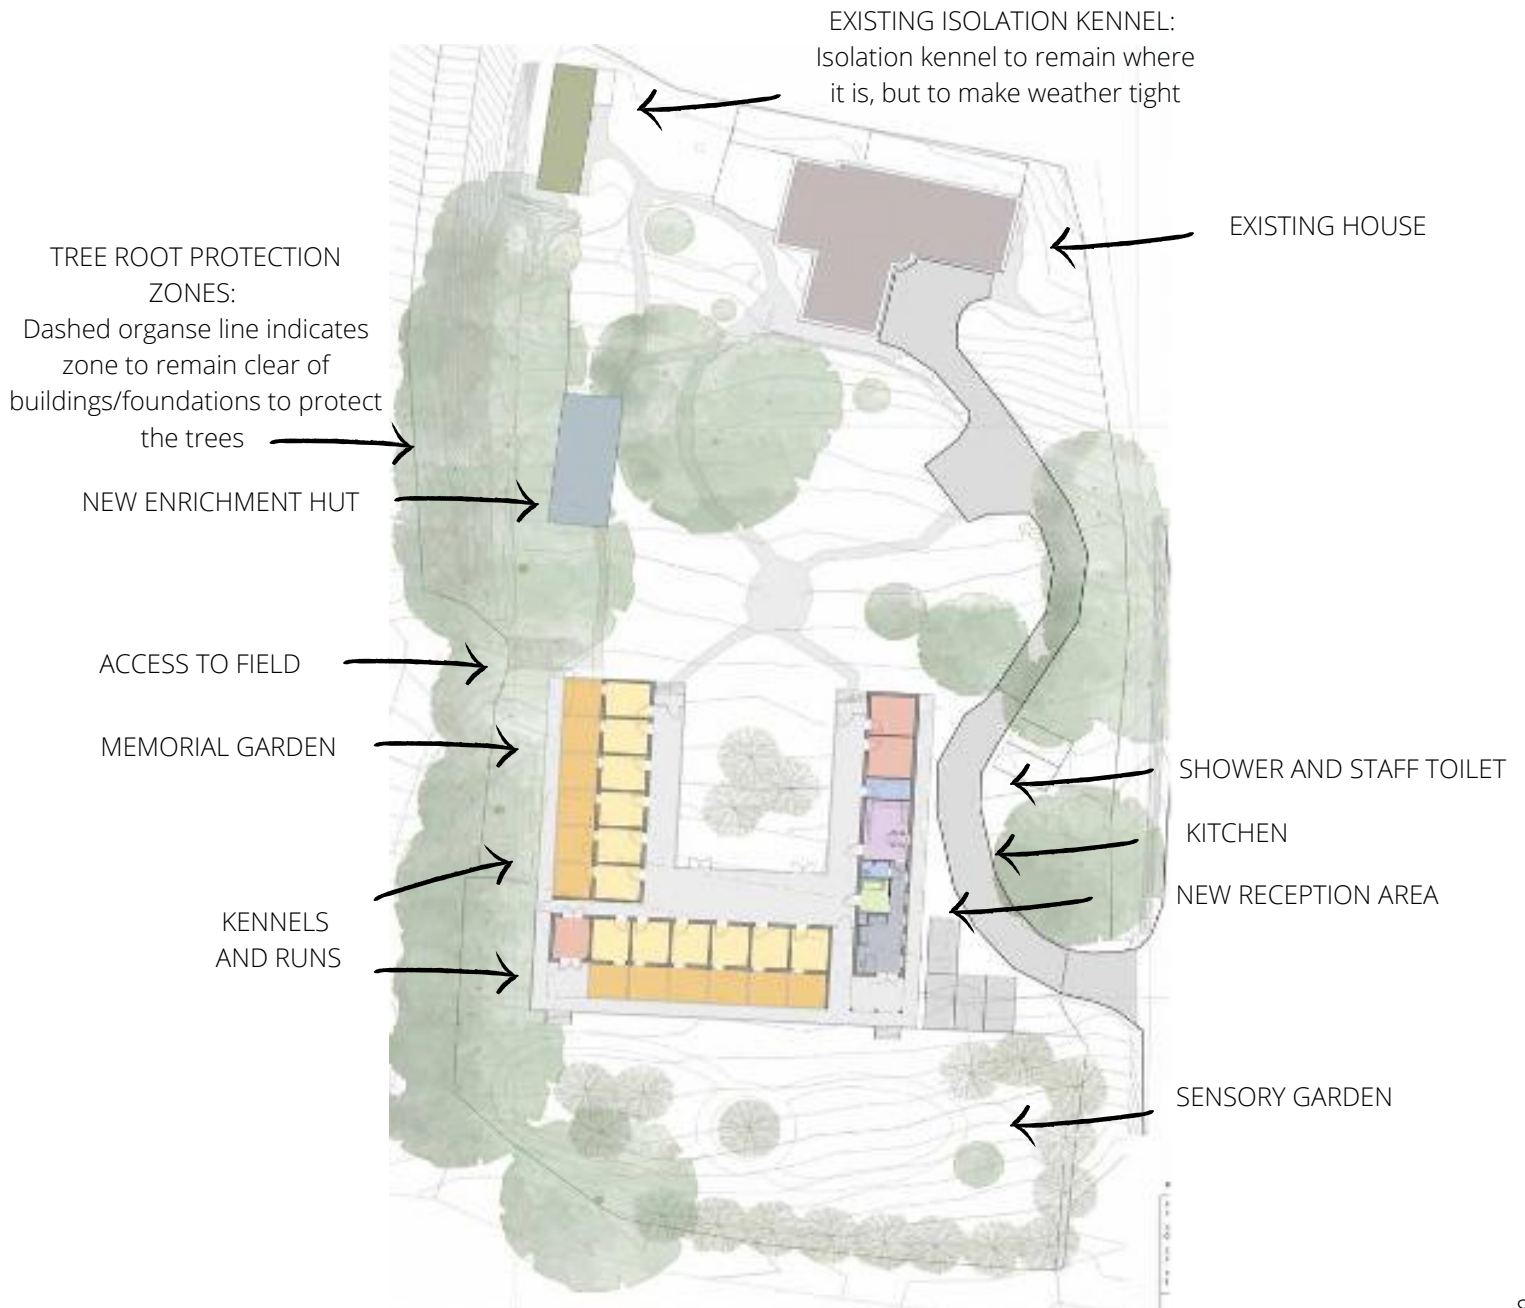 EXISTING ISOLATION KENNEL:
Isolation kennel to remain where
it is, but to make weather tight
EXISTING HOUSE
TREE ROOT PROTECTION
ZONES:
Dashed organse line indicates
zone to remain clear of
buildings/foundations to protect
the trees
NEW ENRICHMENT HUT
ACCESS TO FIELD
MEMORIAL GARDEN
KENNELS
AND RUNS
SHOWER AND STAFF TOILET
KITCHEN
NEW RECEPTION AREA
SENSORY GARDEN